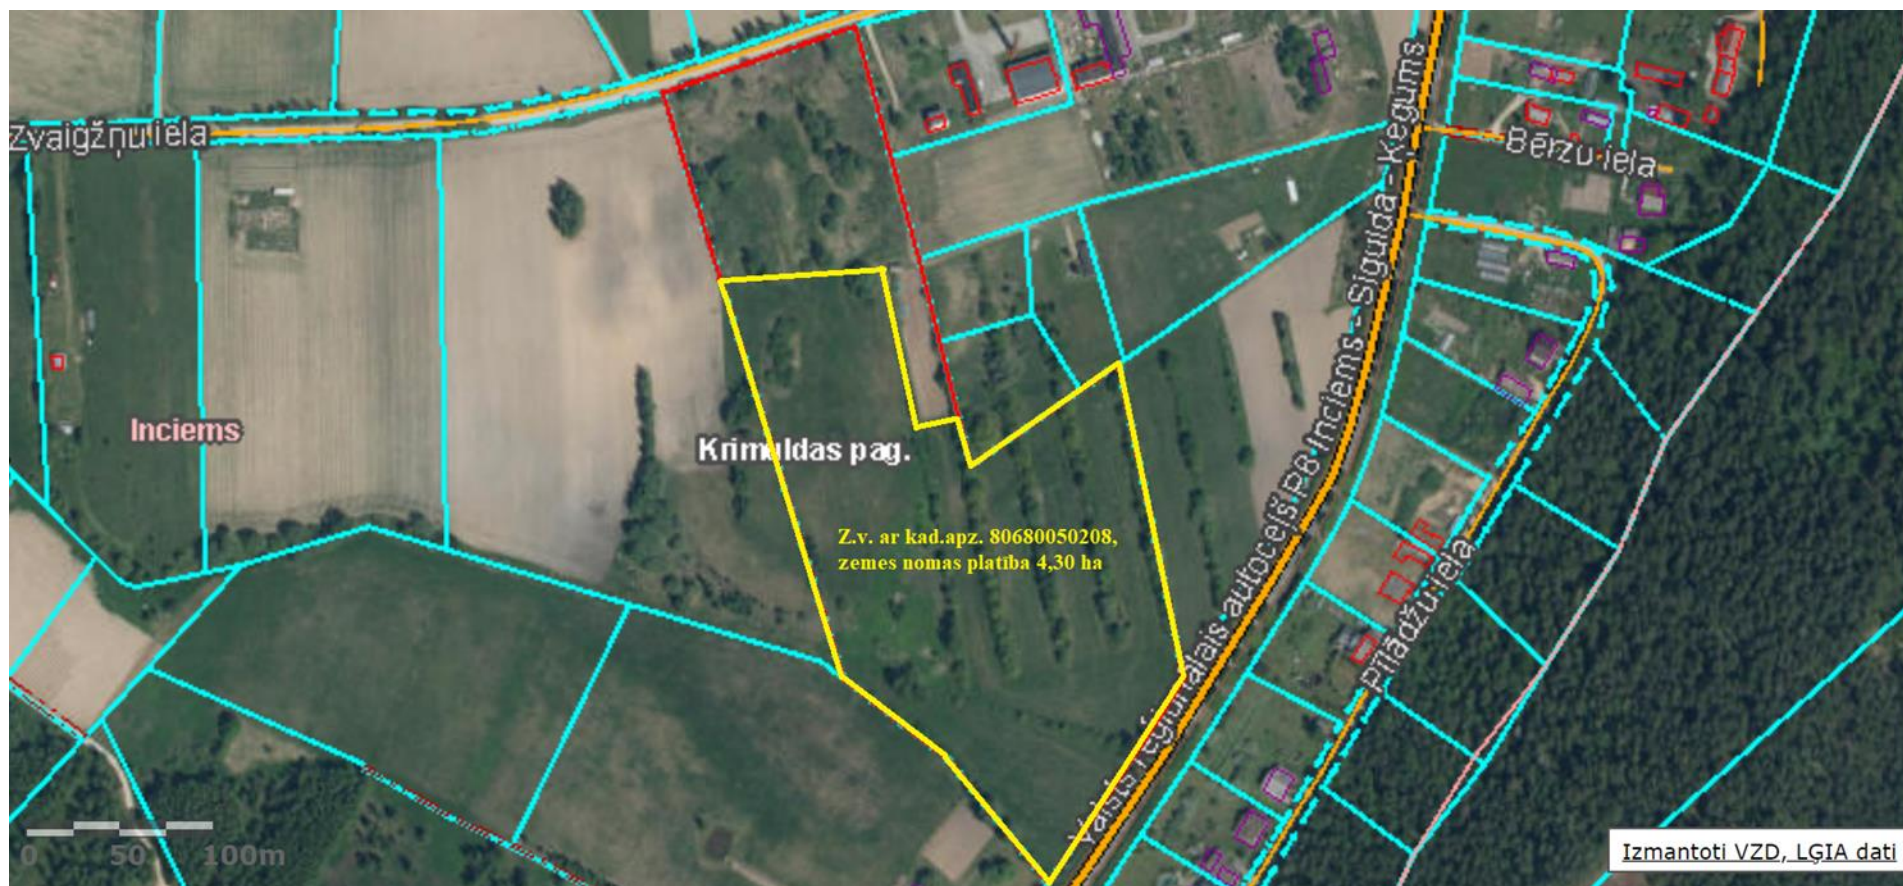 Zvaigžņu iela
Bērzu iela
Valsts reģionālais autoceļš P8 Inciems - Sigulda - Ķegums
Inciems
Krimuldas pag.
Z.v. ar kad.apz. 80680050208,
zemes nomas platība 4,30 ha
Pīlādžu iela
0 50 100m
Izmantoti VZD, LĢIA dati